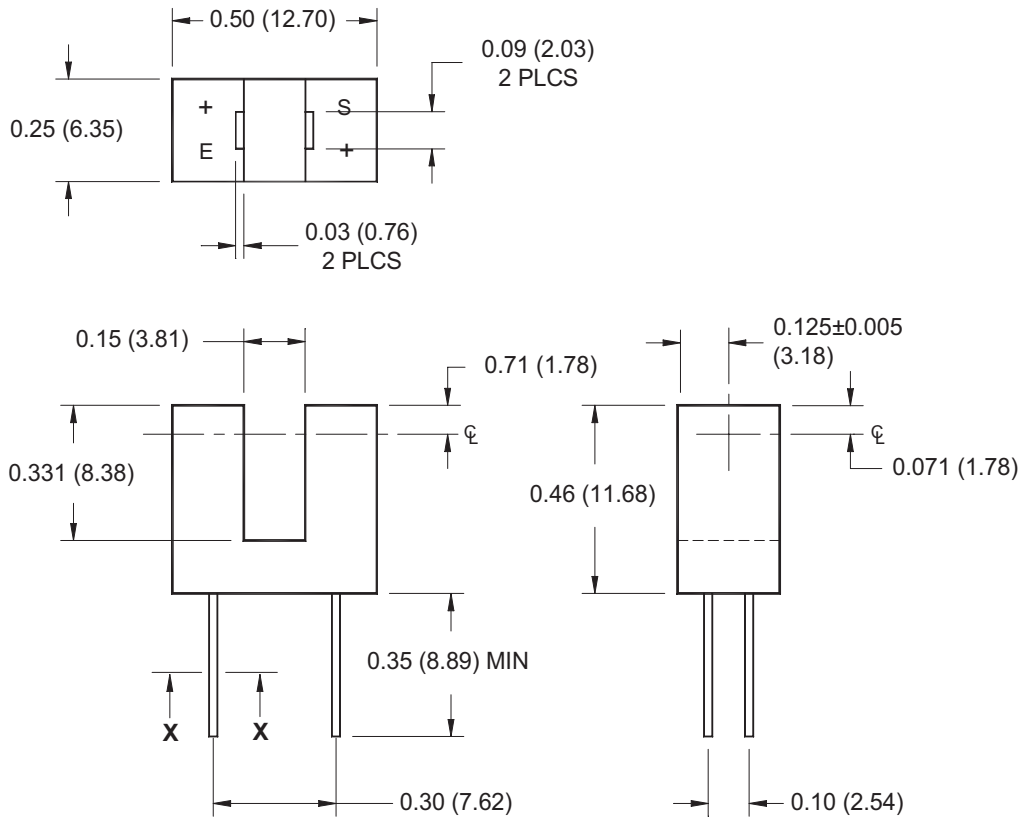 0.50 (12.70)
0.09 (2.03)
2 PLCS
+
S
0.25 (6.35)
E
+
0.03 (0.76)
2 PLCS
0.15 (3.81)
0.125±0.005
(3.18)
0.71 (1.78)
℄
℄
0.331 (8.38)
0.46 (11.68)
0.071 (1.78)
0.35 (8.89) MIN
X
X
0.30 (7.62)
0.10 (2.54)